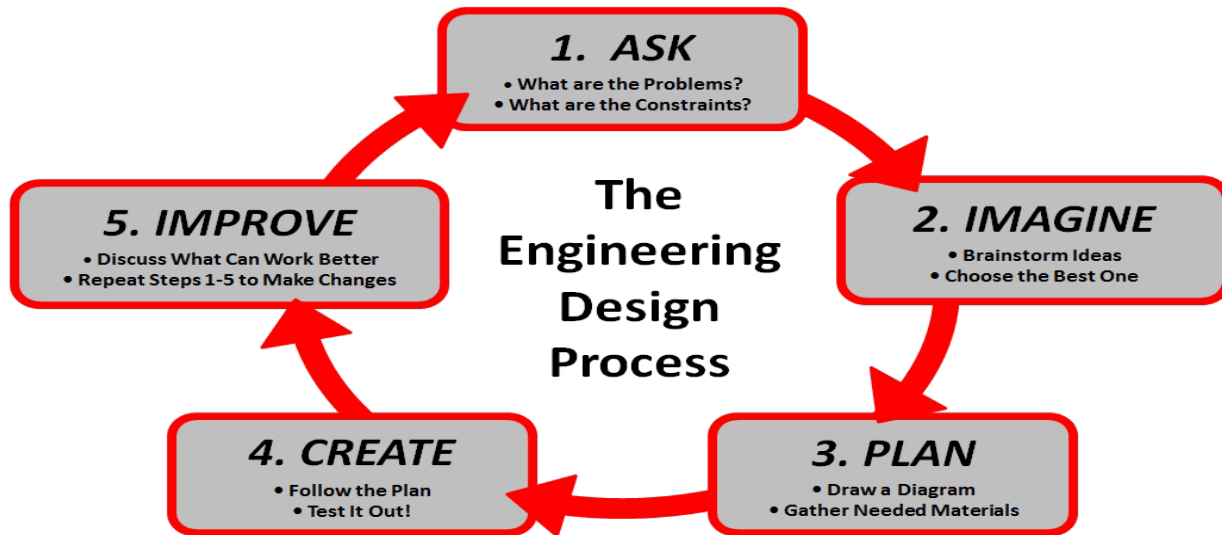 1. ASK
• What are the Problems?
• What are the Constraints?
The
Engineering
Design
Process
2. IMAGINE
• Brainstorm Ideas
• Choose the Best One
3. PLAN
• Draw a Diagram
• Gather Needed Materials
4. CREATE
• Follow the Plan
• Test It Out!
5. IMPROVE
• Discuss What Can Work Better
• Repeat Steps 1-5 to Make Changes